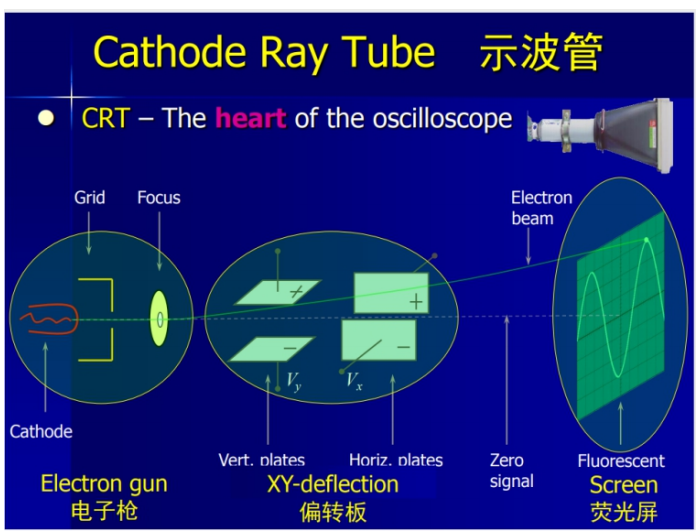 Cathode Ray Tube 示波管
CRT – The heart of the oscilloscope
Grid Focus
Electron
beam
+ +
− −
Vy Vx
Cathode
Vert. plates Horiz. plates Zero
signal
Fluorescent
Electron gun XY-deflection Screen
电子枪 偏转板 荧光屏